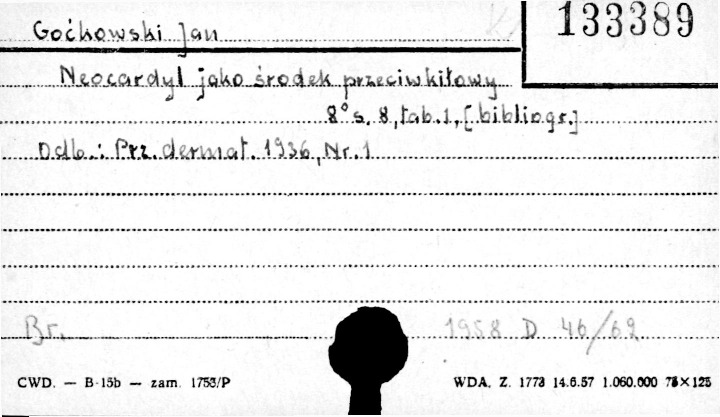 133389
Goćkowski Jan
Neocardyl jako środek przeciwkiłowy
8° s. 8, tab. 1, [bibliogr.]
Odb.: Prz. dermat. 1936, Nr. 1
Br. 1958 D 46/62
CWD. — B-15b — zam. 1753/P WDA. Z. 1773 14.6.57 1.060.000 75×125